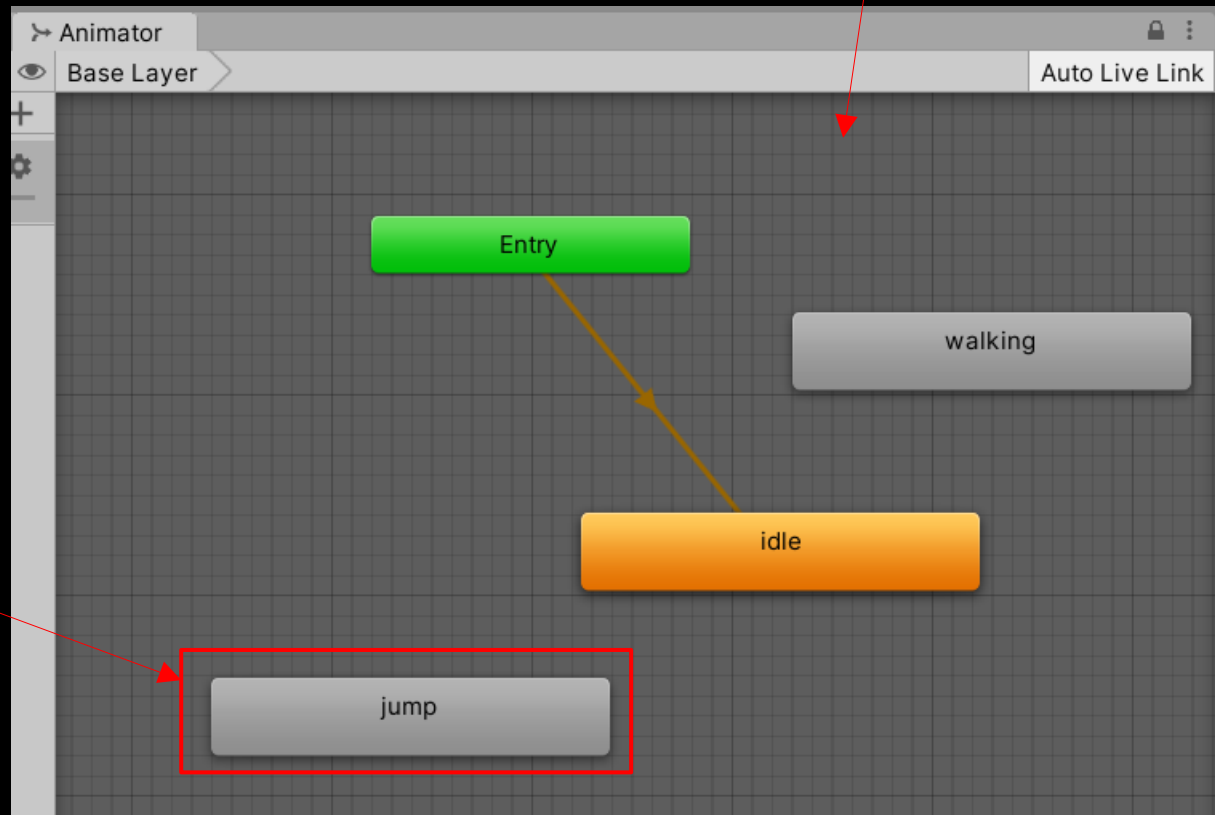 Animator
Base Layer
Auto Live Link
Entry
walking
idle
jump